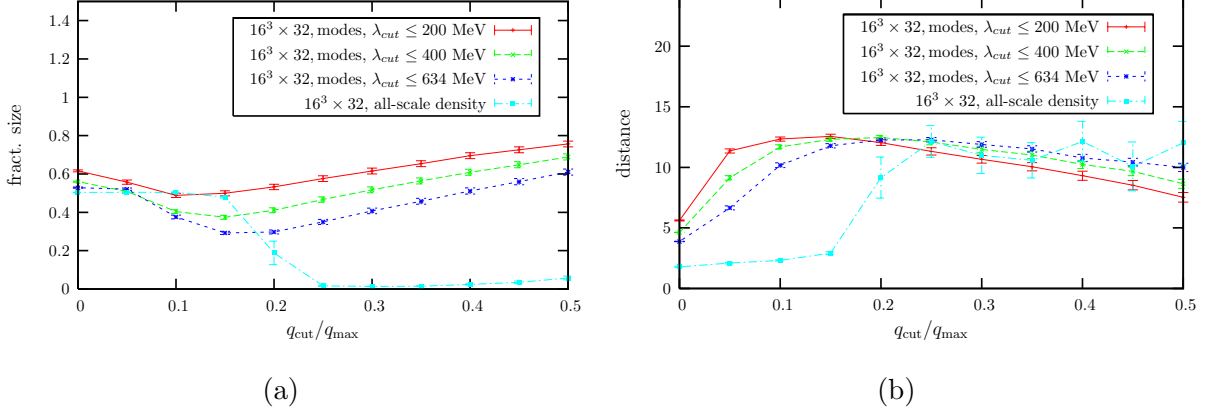 1.4
1.2
1
0.8
0.6
0.4
0.2
0
0
0.1
0.2
0.3
0.4
0.5
fract. size
q_cut/q_max
16³ × 32, modes, λ_cut ≤ 200 MeV
16³ × 32, modes, λ_cut ≤ 400 MeV
16³ × 32, modes, λ_cut ≤ 634 MeV
16³ × 32, all-scale density
(a)
20
15
10
5
0
0
0.1
0.2
0.3
0.4
0.5
distance
q_cut/q_max
16³ × 32, modes, λ_cut ≤ 200 MeV
16³ × 32, modes, λ_cut ≤ 400 MeV
16³ × 32, modes, λ_cut ≤ 634 MeV
16³ × 32, all-scale density
(b)